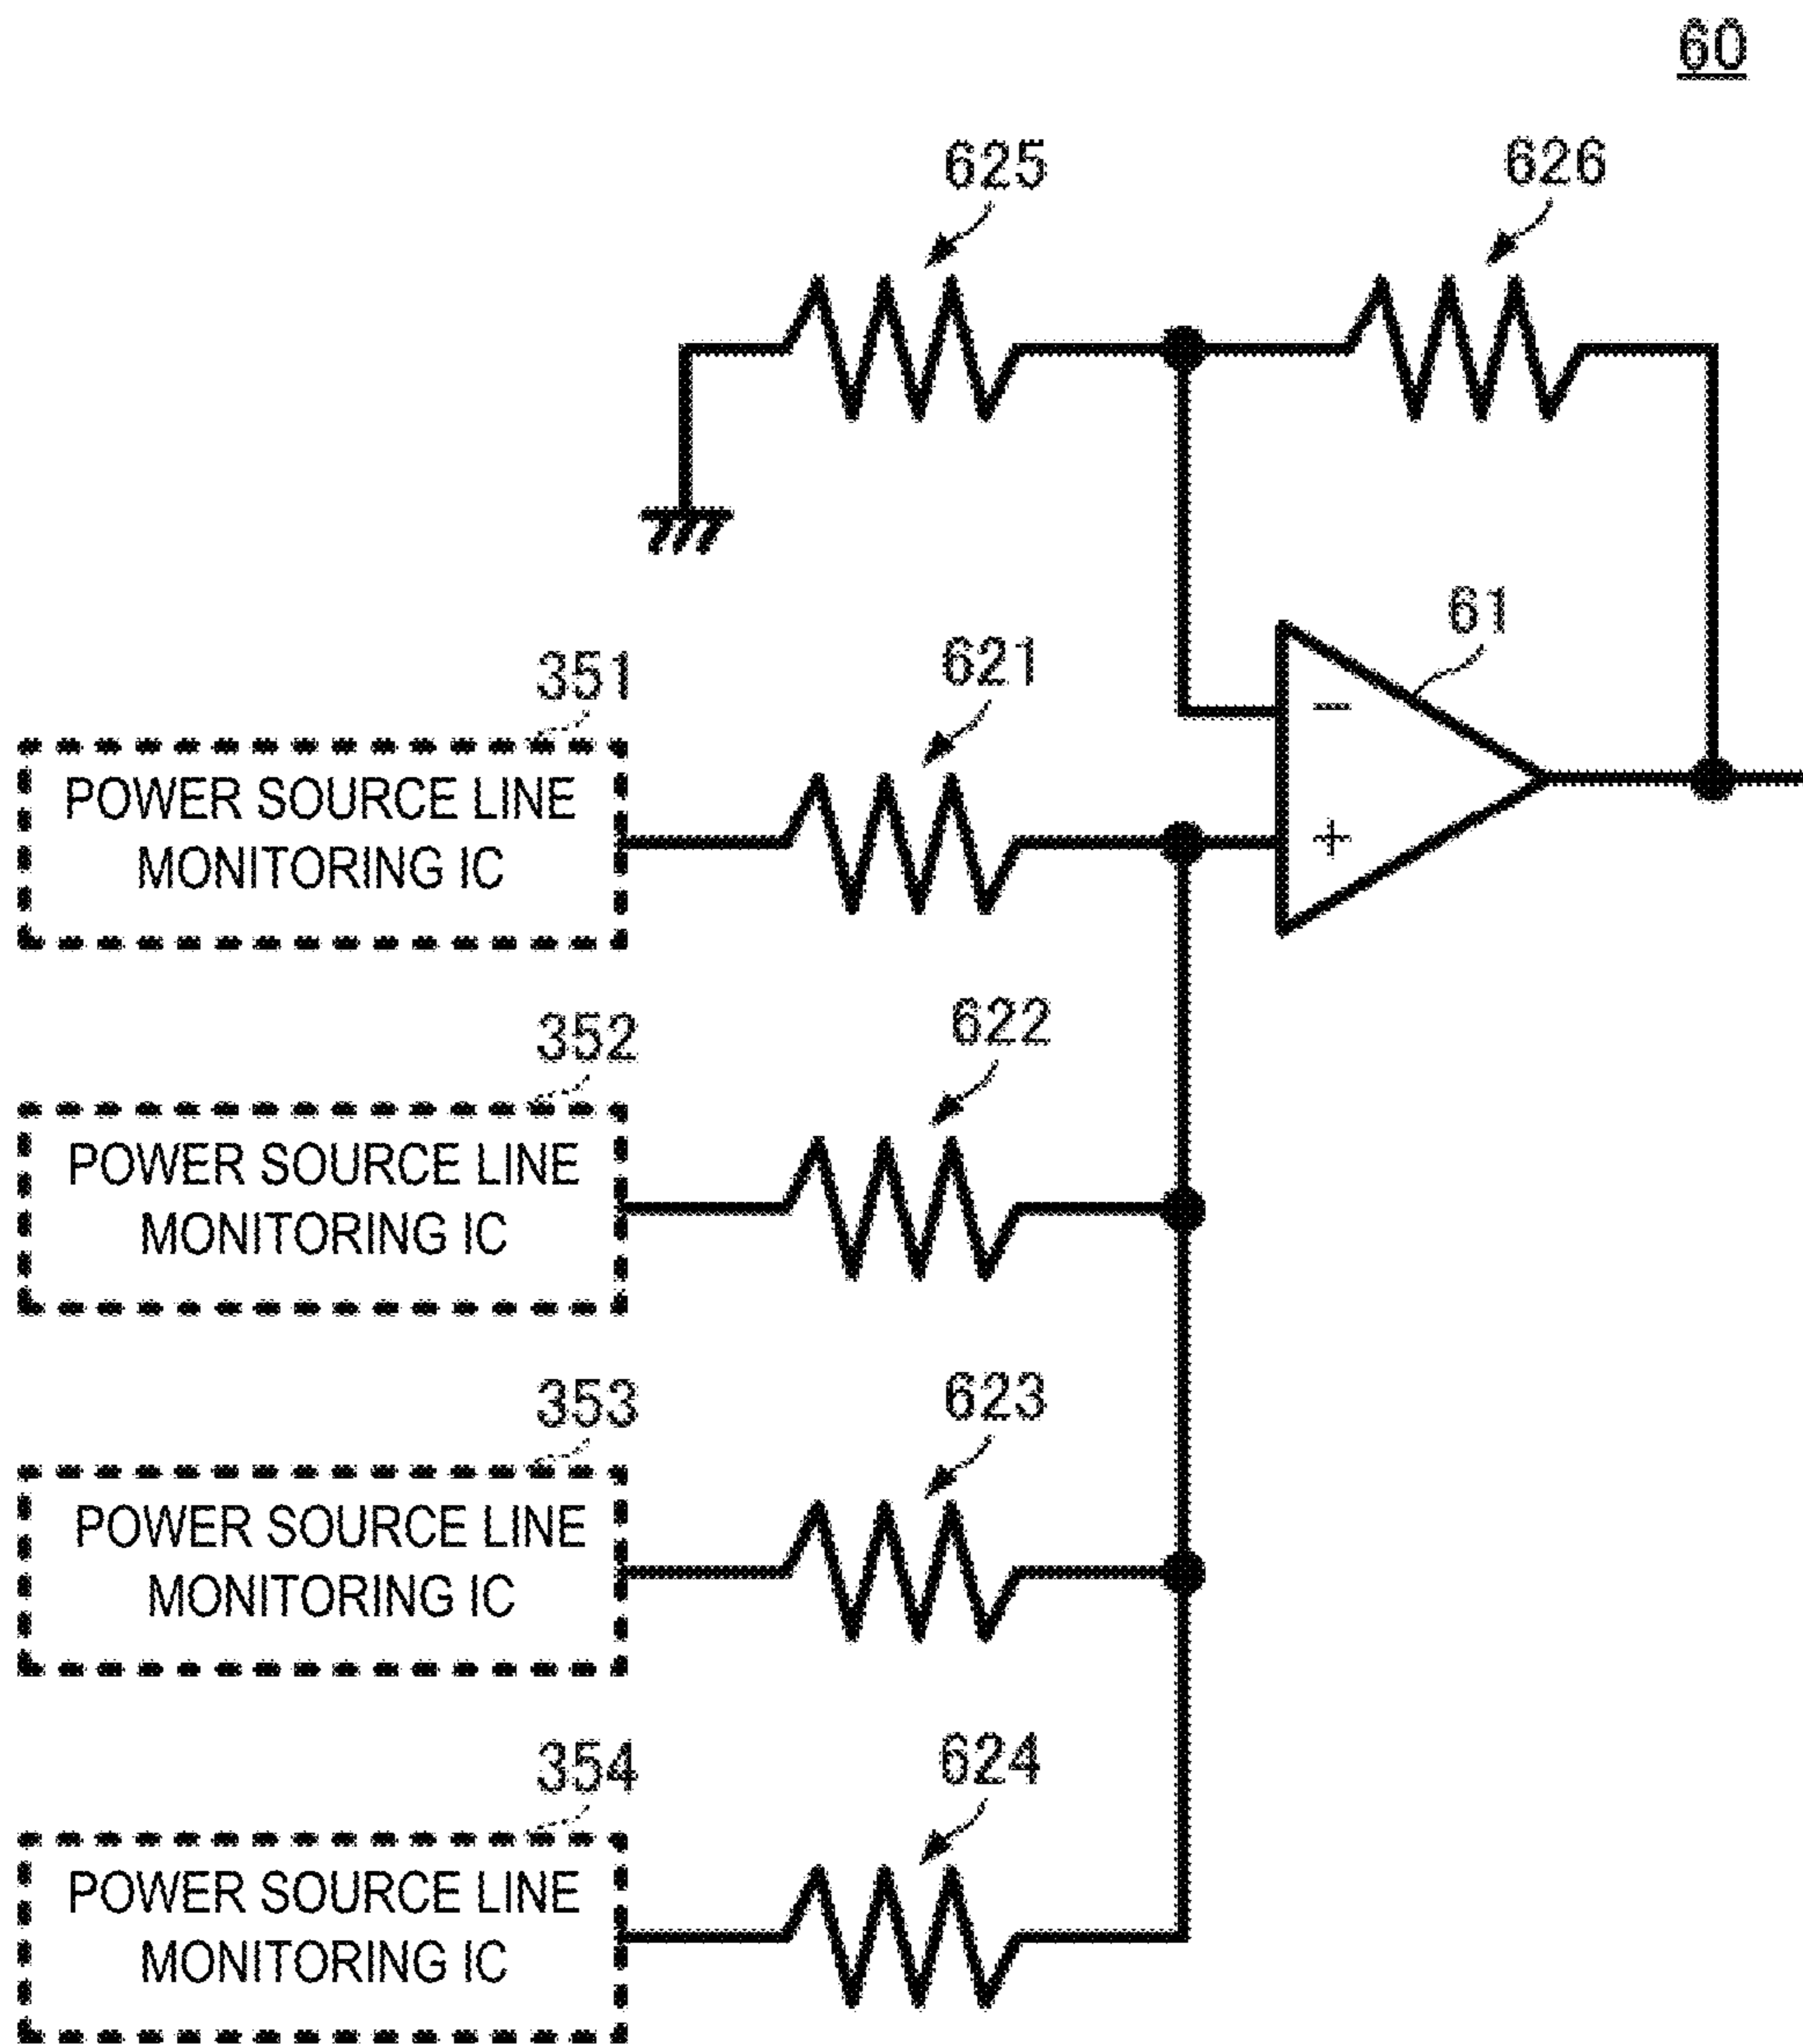 60
625
626
61
351
621
POWER SOURCE LINE
MONITORING IC
−
+
352
622
POWER SOURCE LINE
MONITORING IC
353
623
POWER SOURCE LINE
MONITORING IC
354
624
POWER SOURCE LINE
MONITORING IC